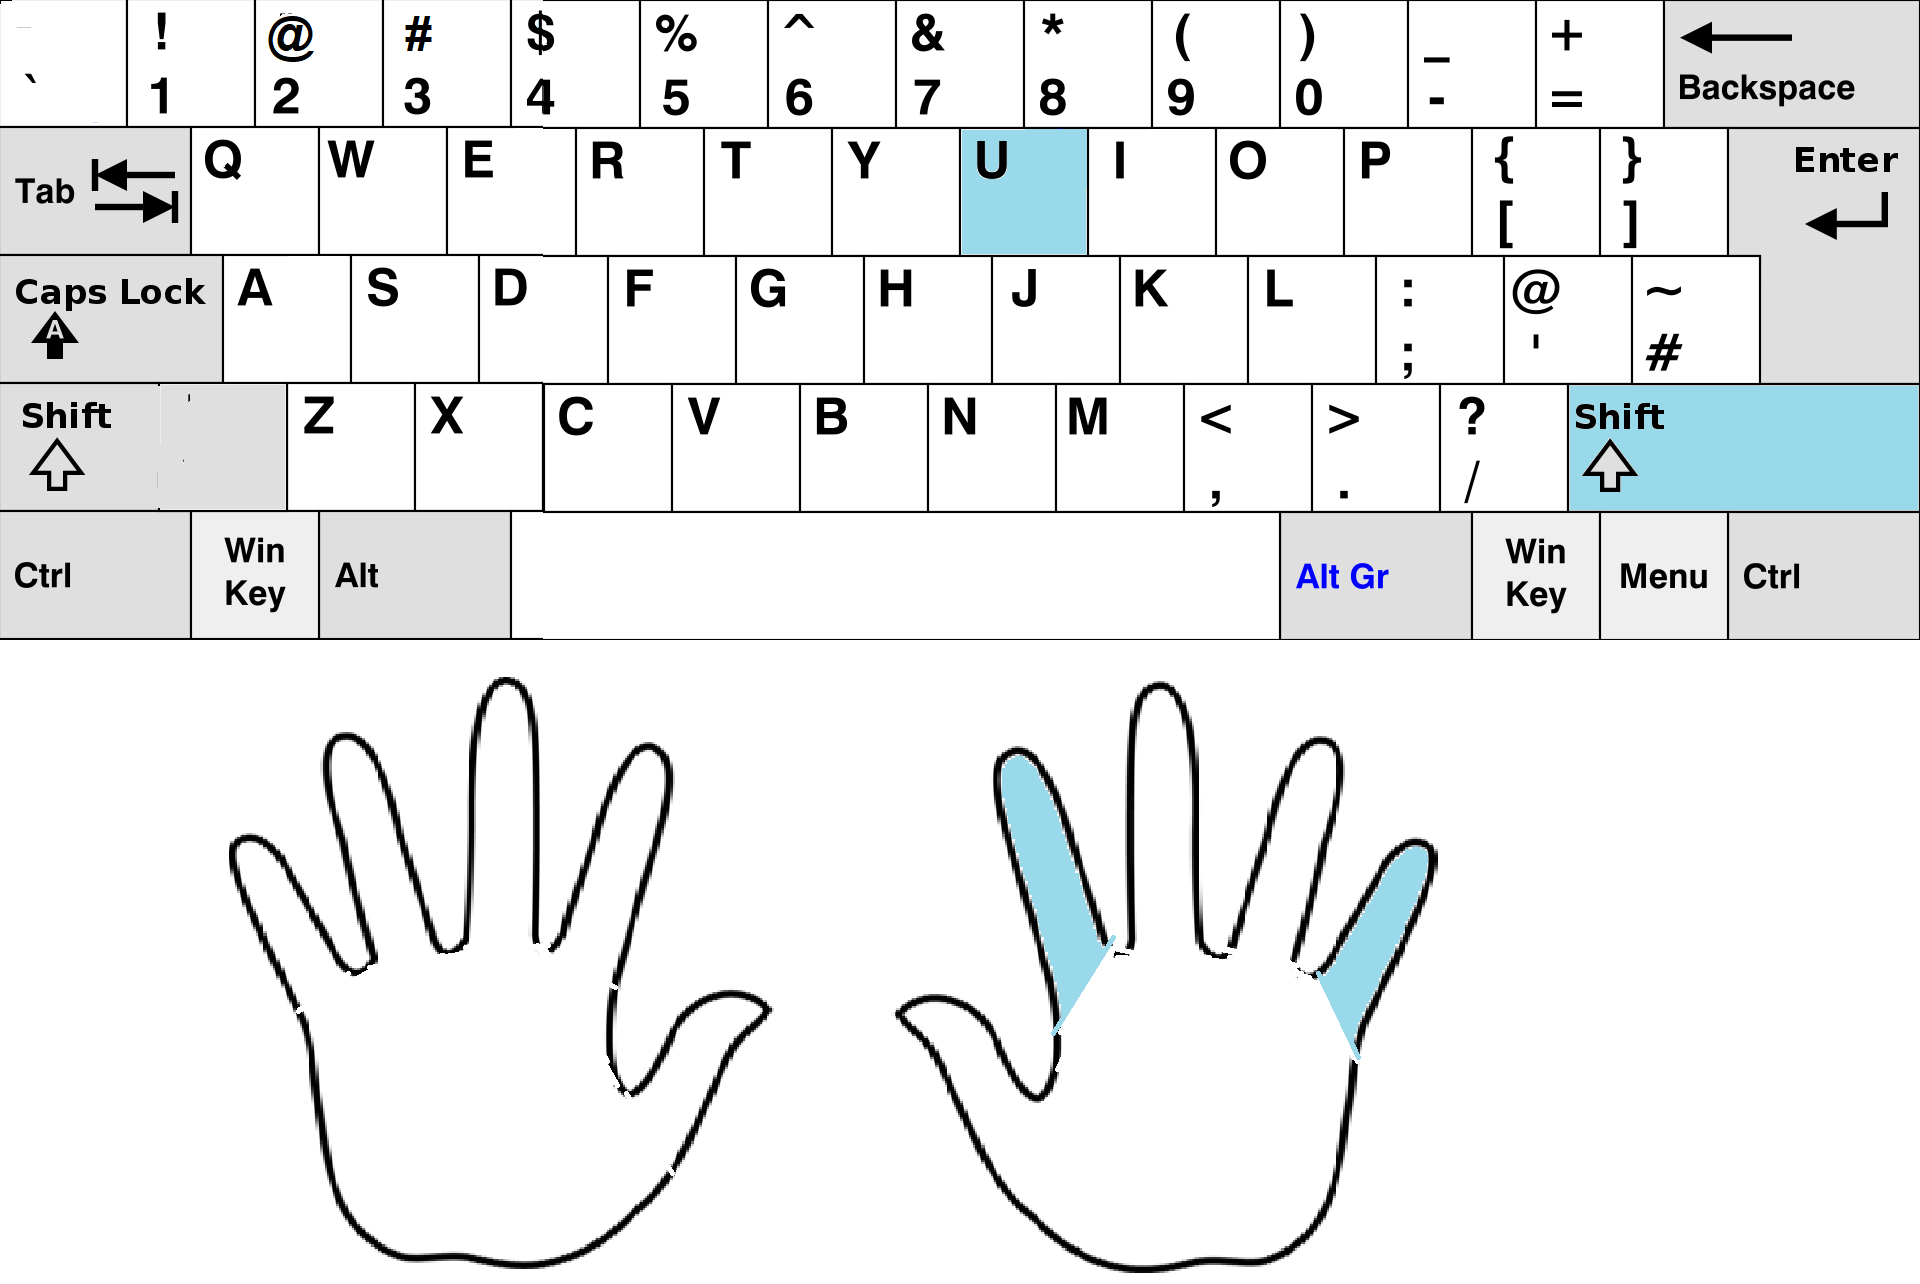 ! @ # $ % ^ & * ( ) _ +
` 1 2 3 4 5 6 7 8 9 0 - = Backspace
Tab Q W E R T Y U I O P { } Enter
[ ]
Caps Lock A S D F G H J K L : @ ~
A ; ' #
Shift Z X C V B N M < > ? Shift
, . /
Ctrl Win Key Alt Alt Gr Win Key Menu Ctrl